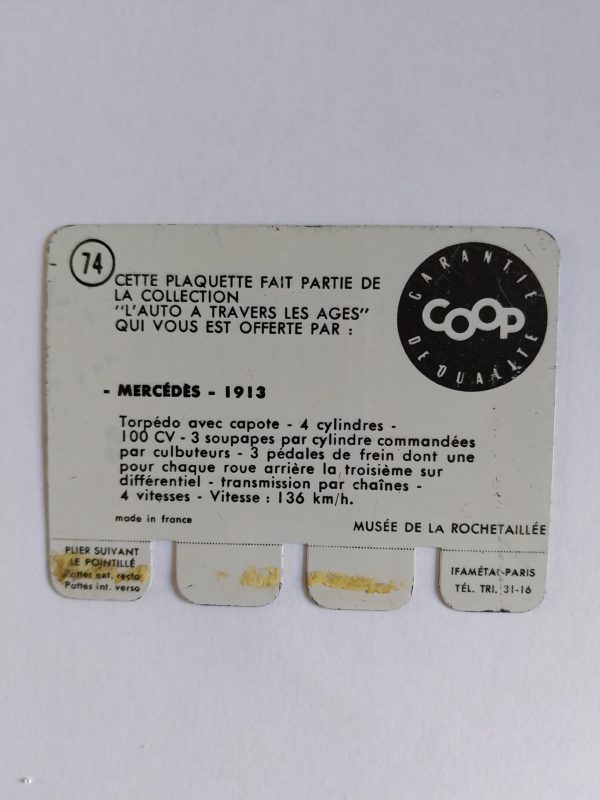 74
CETTE PLAQUETTE FAIT PARTIE DE
LA COLLECTION
"L'AUTO A TRAVERS LES AGES"
QUI VOUS EST OFFERTE PAR :
GARANTIE
COOP
DE QUALITE
- MERCÉDÈS - 1913
Torpédo avec capote - 4 cylindres -
100 CV - 3 soupapes par cylindre commandées
par culbuteurs - 3 pédales de frein dont une
pour chaque roue arrière la troisième sur
différentiel - transmission par chaînes -
4 vitesses - Vitesse : 136 km/h.
made in france
MUSÉE DE LA ROCHETAILLÉE
PLIER SUIVANT
LE POINTILLÉ
Pattes ext. recto
Pattes int. verso
IFAMÉTAL-PARIS
TÉL. TRI. 31-16